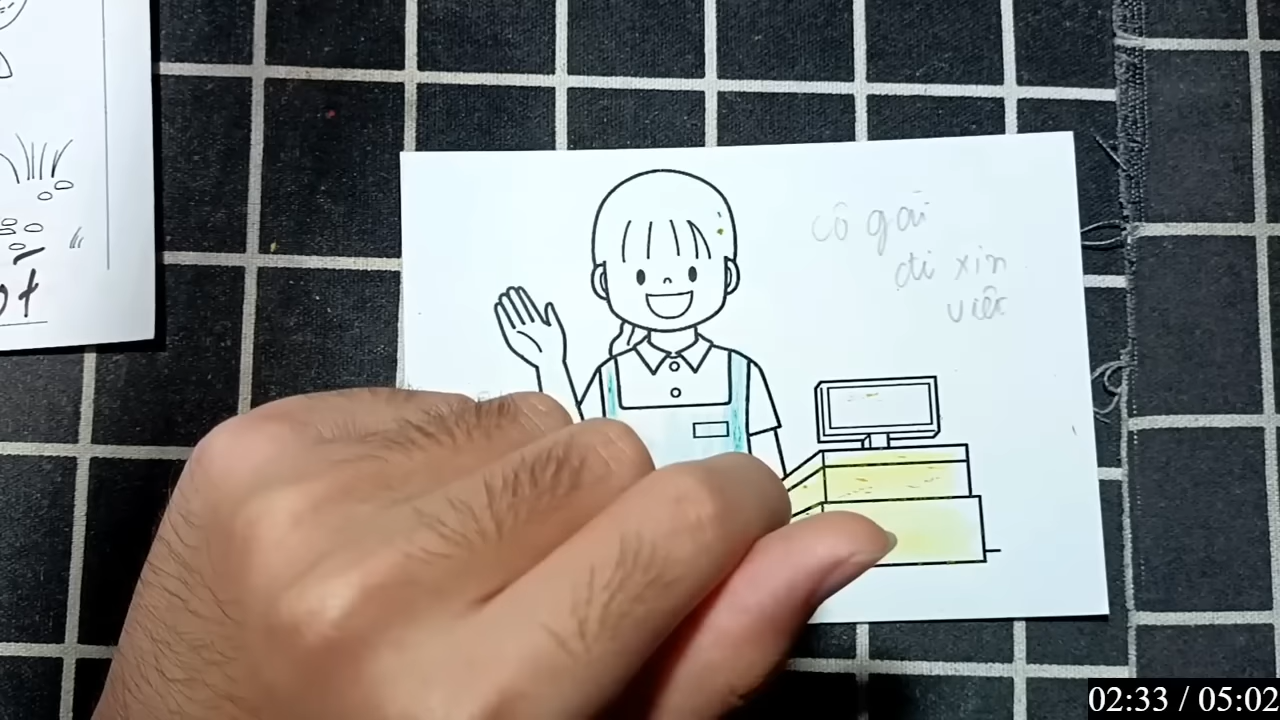 cô gái
đi xin
việc
02:33 / 05:02